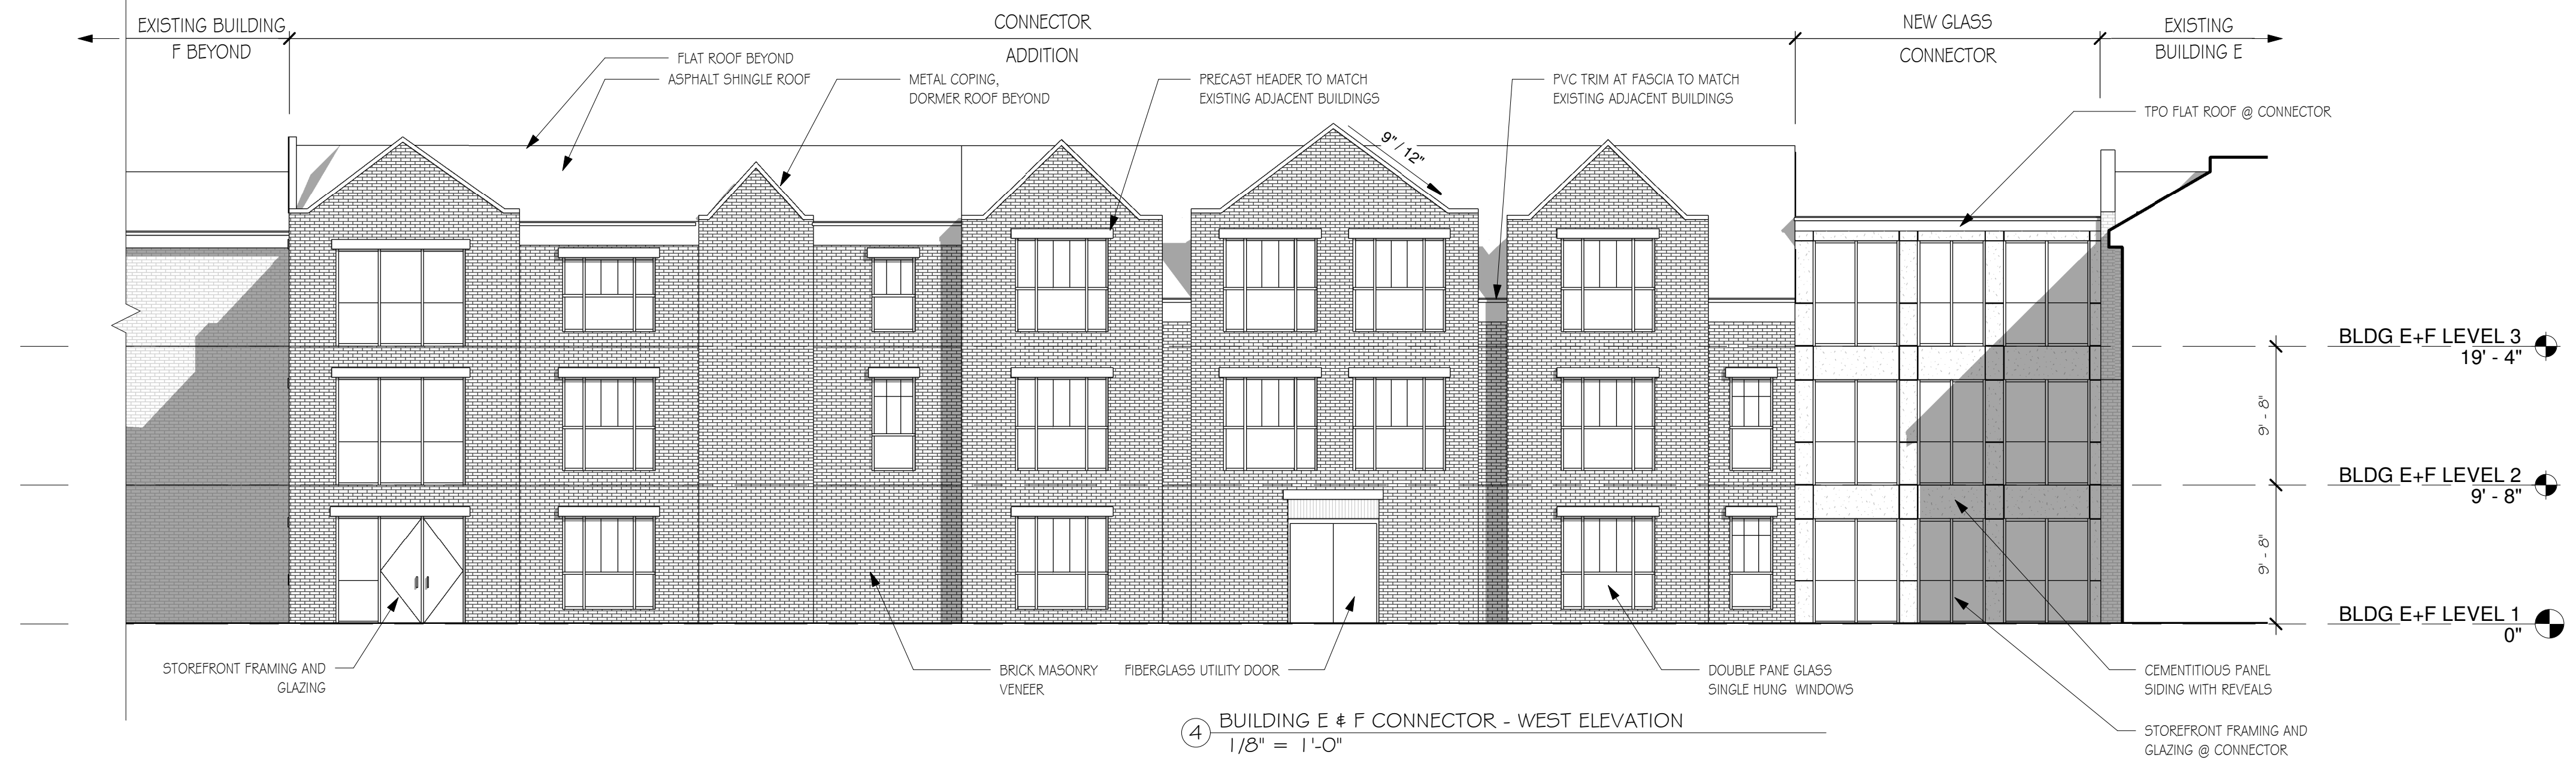 EXISTING BUILDING
F BEYOND
CONNECTOR
ADDITION
NEW GLASS
CONNECTOR
EXISTING
BUILDING E
FLAT ROOF BEYOND
ASPHALT SHINGLE ROOF
METAL COPING,
DORMER ROOF BEYOND
PRECAST HEADER TO MATCH
EXISTING ADJACENT BUILDINGS
PVC TRIM AT FASCIA TO MATCH
EXISTING ADJACENT BUILDINGS
TPO FLAT ROOF @ CONNECTOR
9" / 12"
BLDG E+F LEVEL 3
19' - 4"
9' - 8"
BLDG E+F LEVEL 2
9' - 8"
9' - 8"
BLDG E+F LEVEL 1
0"
STOREFRONT FRAMING AND
GLAZING
BRICK MASONRY
VENEER
FIBERGLASS UTILITY DOOR
DOUBLE PANE GLASS
SINGLE HUNG WINDOWS
CEMENTITIOUS PANEL
SIDING WITH REVEALS
STOREFRONT FRAMING AND
GLAZING @ CONNECTOR
4
BUILDING E & F CONNECTOR - WEST ELEVATION
1/8" = 1'-0"